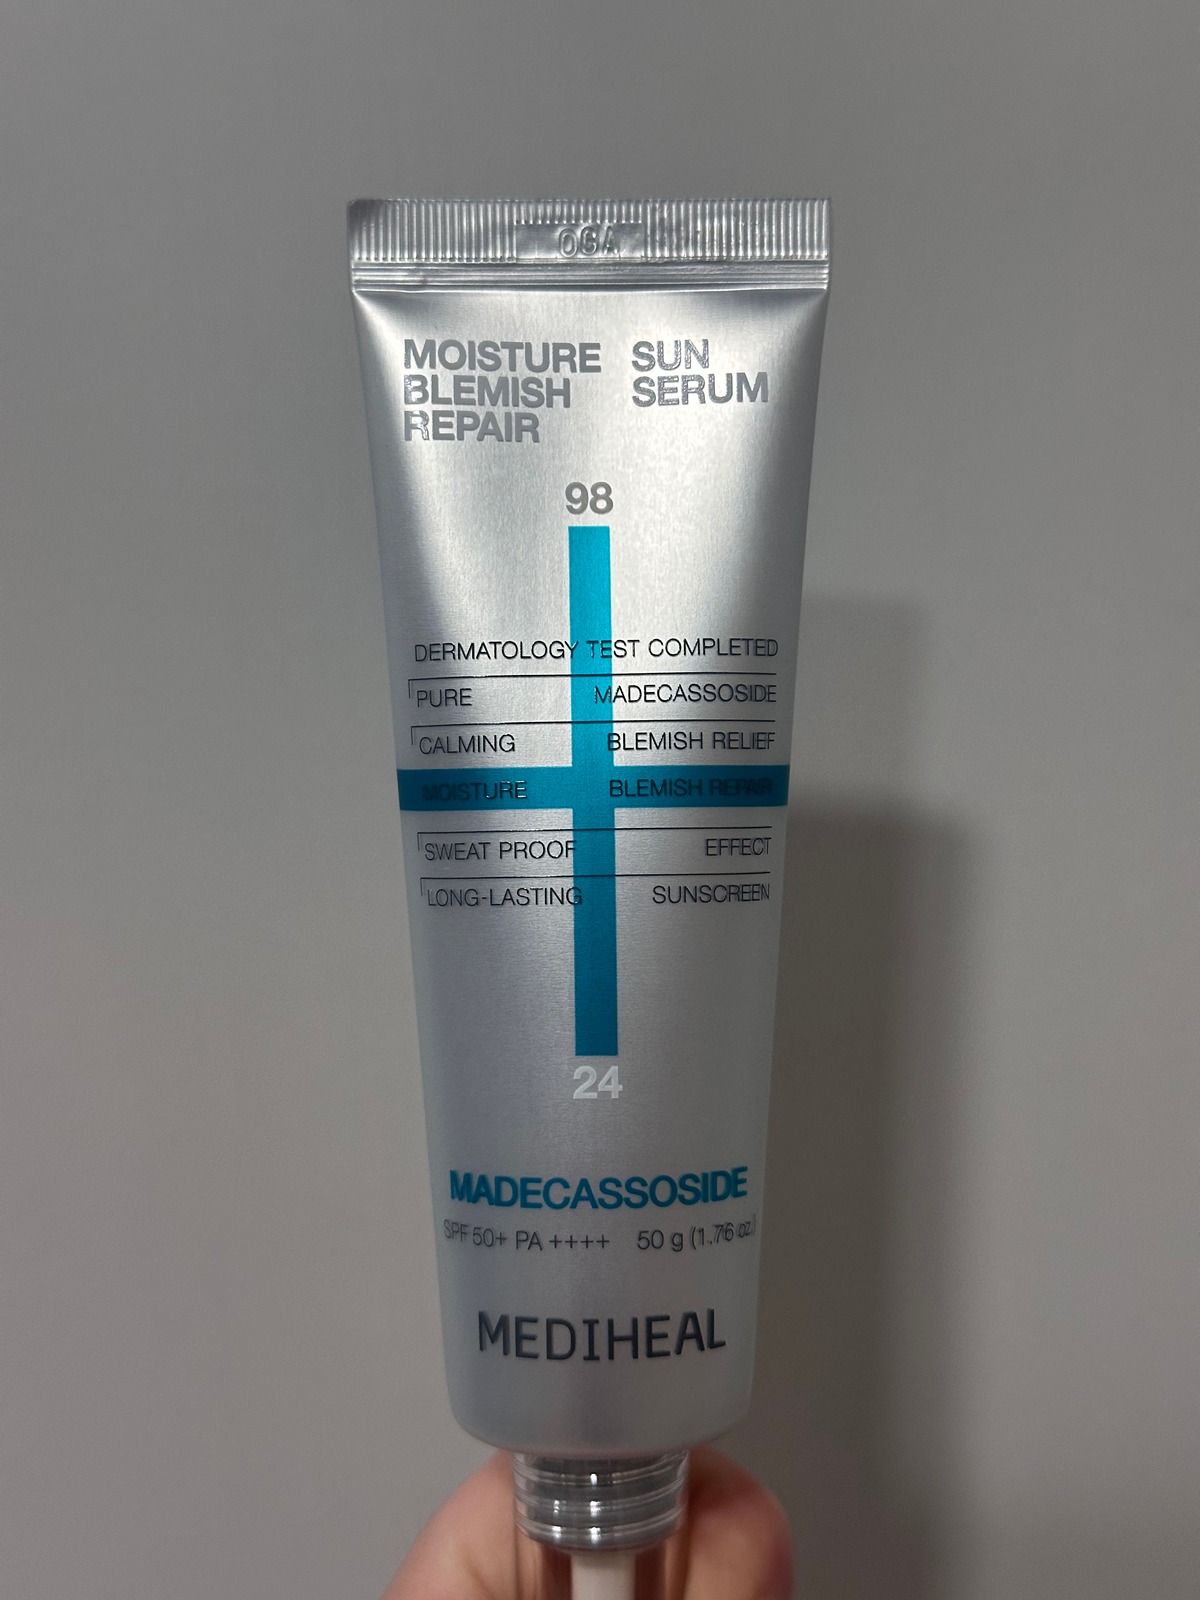 OGA
MOISTURE SUN
BLEMISH SERUM
REPAIR
98
DERMATOLOGY TEST COMPLETED
PURE MADECASSOSIDE
CALMING BLEMISH RELIEF
MOISTURE BLEMISH REPAIR
SWEAT PROOF EFFECT
LONG-LASTING SUNSCREEN
24
MADECASSOSIDE
SPF 50+ PA ++++ 50 g (1.76 oz.)
MEDIHEAL